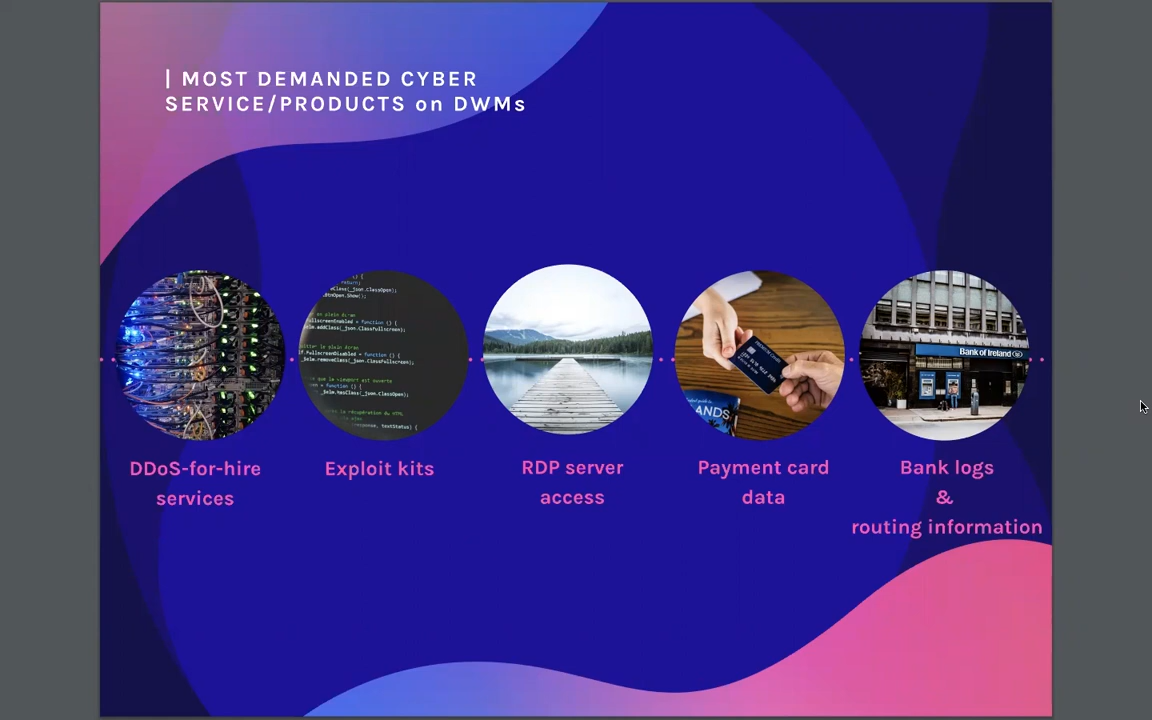 | MOST DEMANDED CYBER
SERVICE/PRODUCTS on DWMs
Bank of Ireland
LANDS
DDoS-for-hire
services
Exploit kits
RDP server
access
Payment card
data
Bank logs
&
routing information